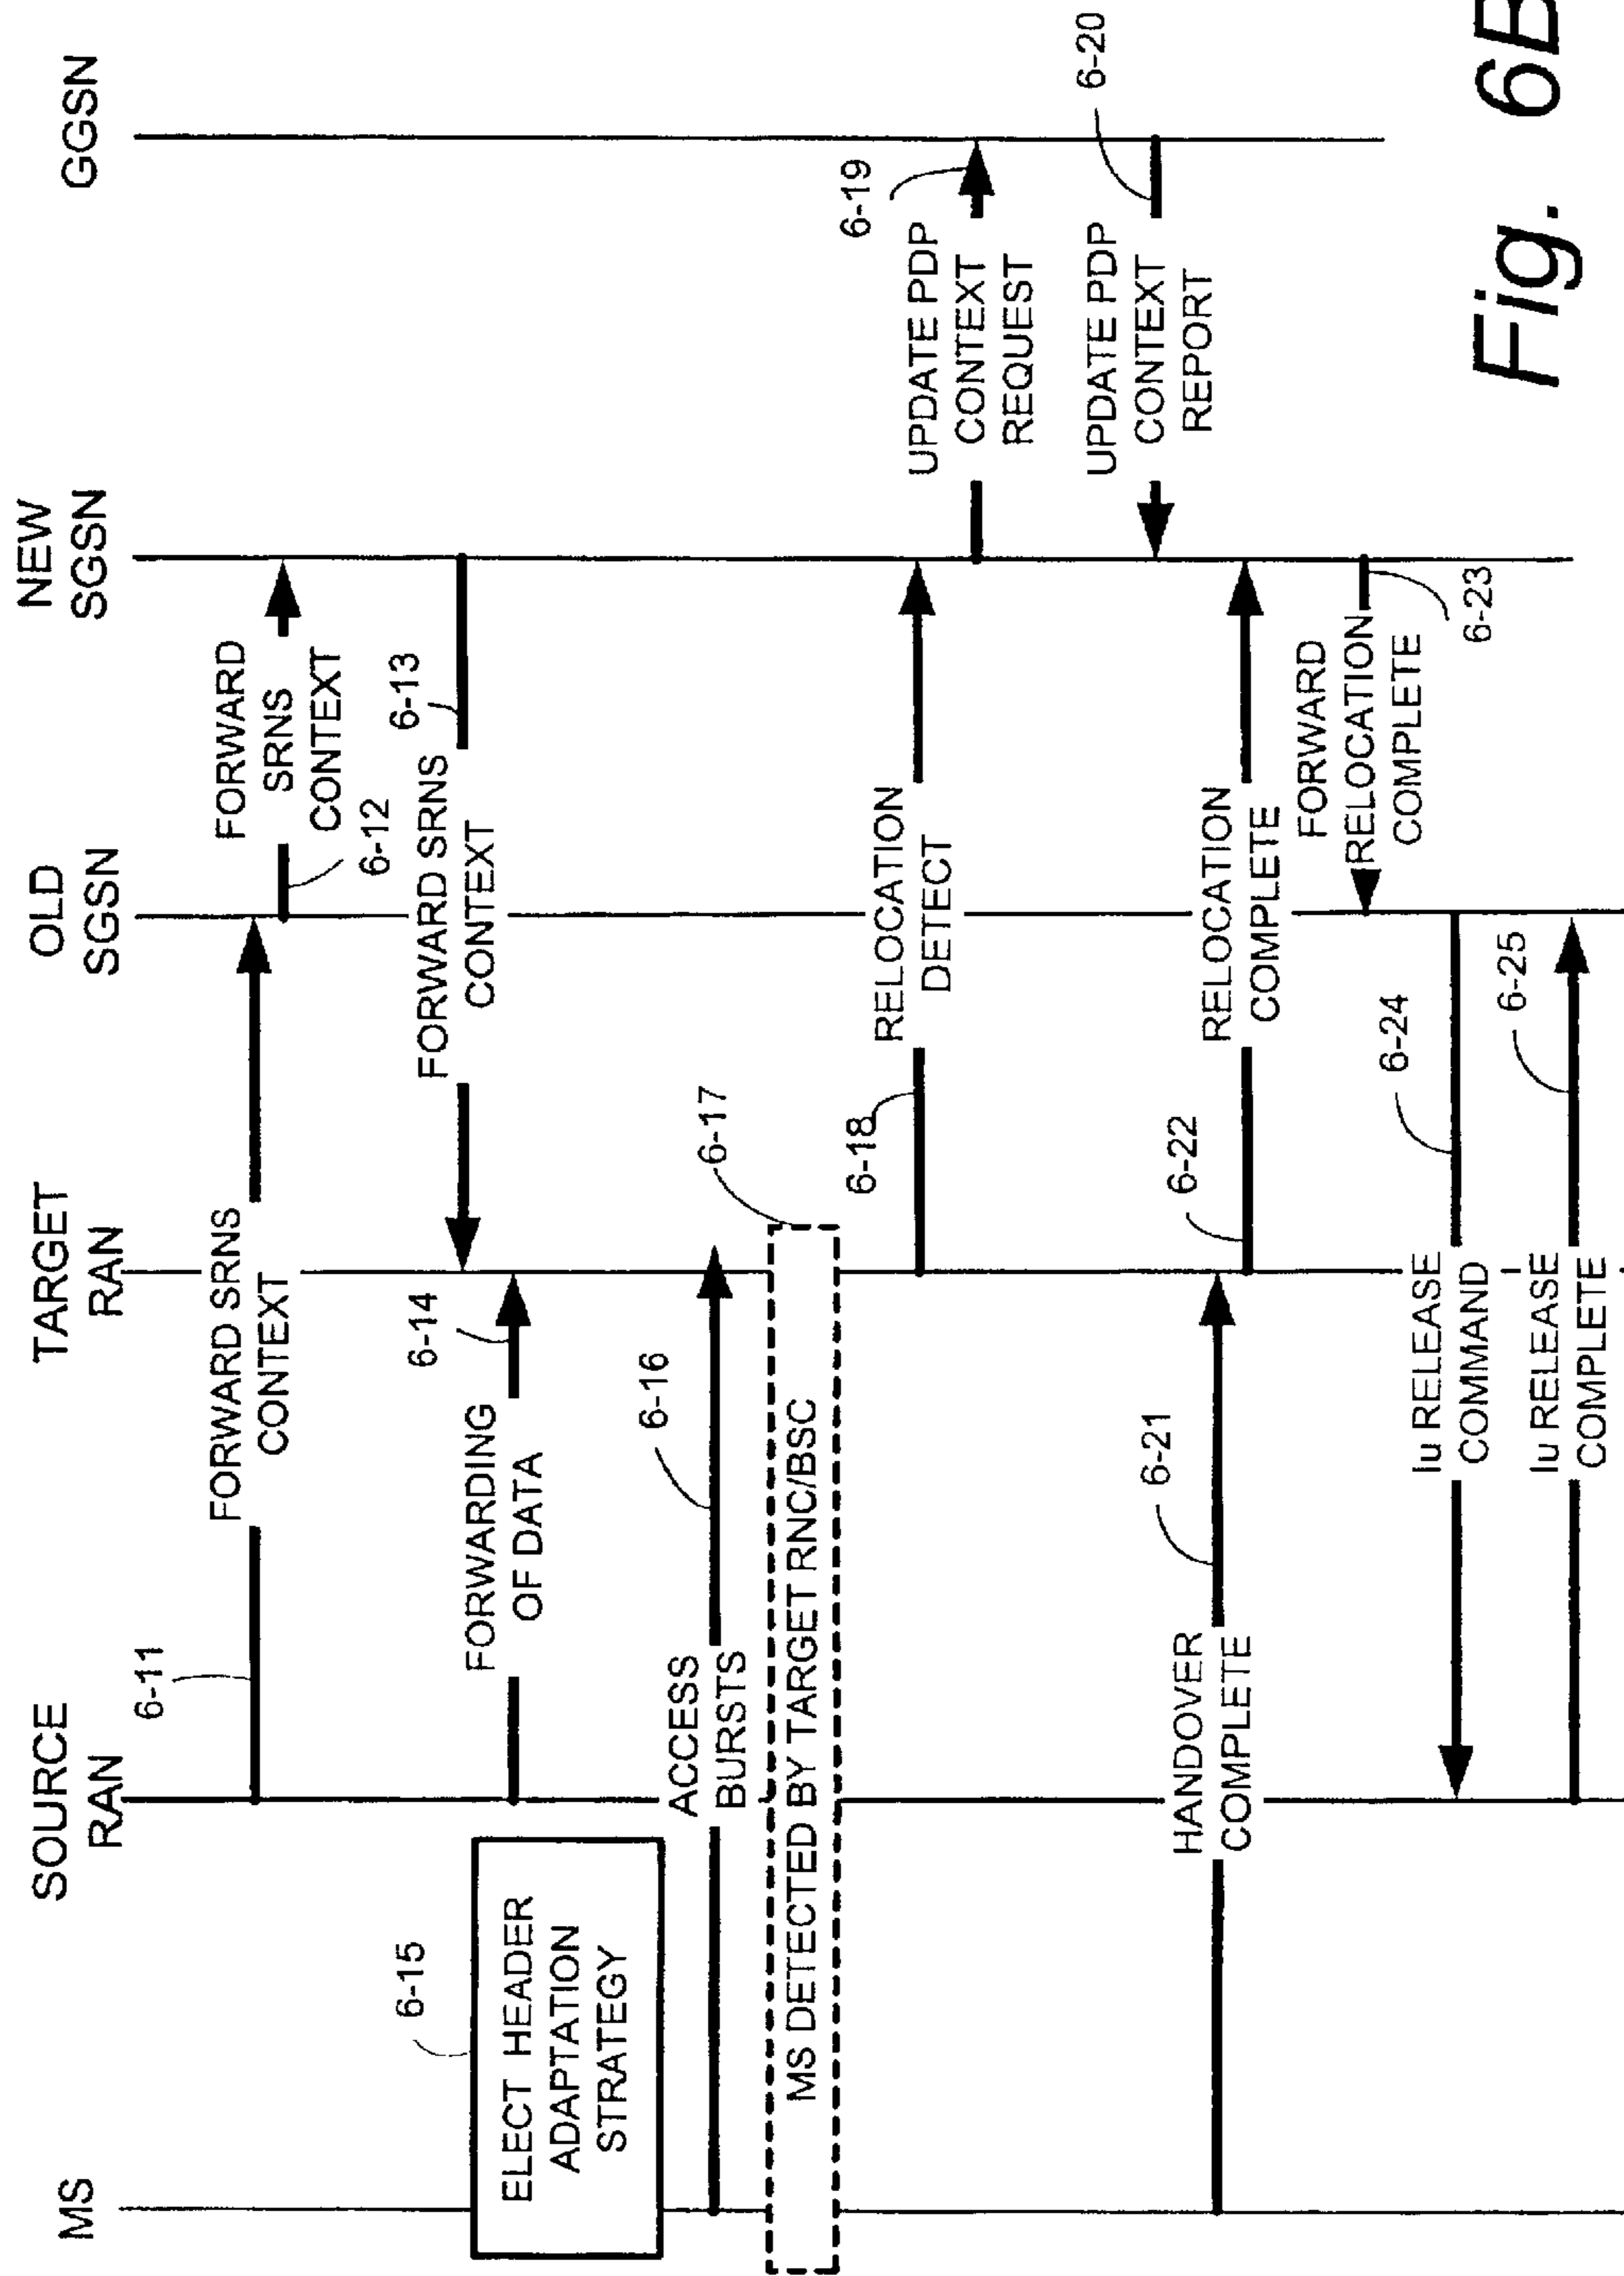 MS
SOURCE
RAN
TARGET
RAN
OLD
SGSN
NEW
SGSN
GGSN
6-11
FORWARD SRNS
CONTEXT
FORWARD
SRNS
CONTEXT
6-12
6-13
FORWARD SRNS
CONTEXT
6-14
FORWARDING
OF DATA
6-15
ELECT HEADER
ADAPTATION
STRATEGY
6-16
ACCESS
BURSTS
6-17
MS DETECTED BY TARGET RNC/BSC
6-18
RELOCATION
DETECT
6-19
UPDATE PDP
CONTEXT
REQUEST
6-20
UPDATE PDP
CONTEXT
REPORT
6-21
HANDOVER
COMPLETE
6-22
RELOCATION
COMPLETE
FORWARD
RELOCATION
COMPLETE
6-23
6-24
Iu RELEASE
COMMAND
6-25
Iu RELEASE
COMPLETE
Fig. 6B